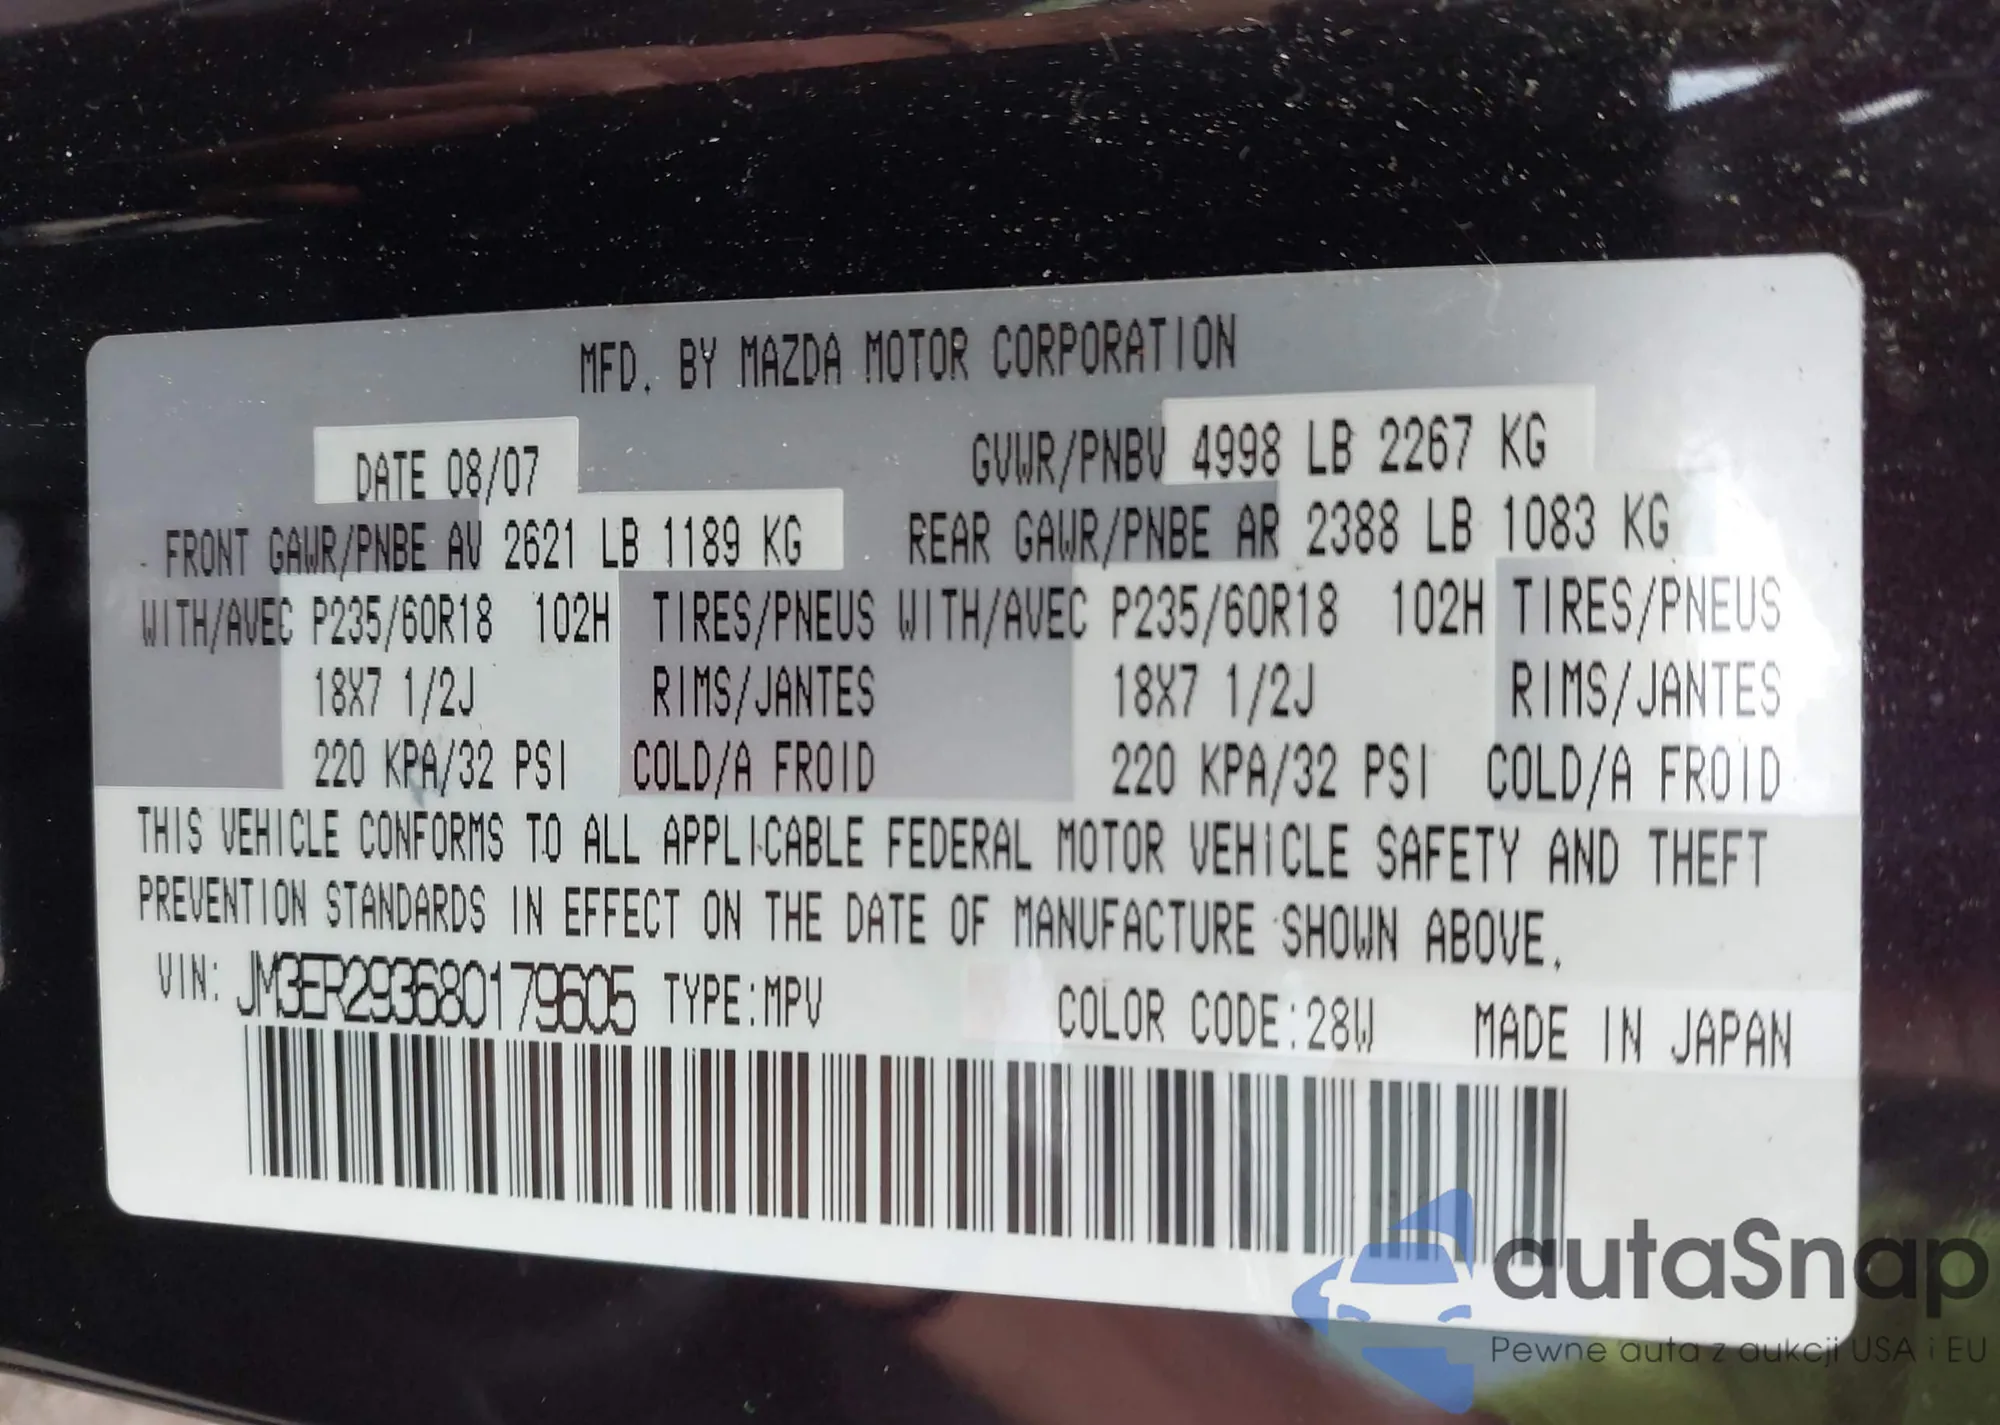 MFD. BY MAZDA MOTOR CORPORATION
DATE 08/07 GVWR/PNBV 4998 LB 2267 KG
FRONT GAWR/PNBE AV 2621 LB 1189 KG REAR GAWR/PNBE AR 2388 LB 1083 KG
WITH/AVEC P235/60R18 102H TIRES/PNEUS WITH/AVEC P235/60R18 102H TIRES/PNEUS
18X7 1/2J RIMS/JANTES 18X7 1/2J RIMS/JANTES
220 KPA/32 PSI COLD/A FROID 220 KPA/32 PSI COLD/A FROID
THIS VEHICLE CONFORMS TO ALL APPLICABLE FEDERAL MOTOR VEHICLE SAFETY AND THEFT
PREVENTION STANDARDS IN EFFECT ON THE DATE OF MANUFACTURE SHOWN ABOVE.
VIN: JM3ER293680179605 TYPE:MPV COLOR CODE:28W MADE IN JAPAN
autaSnap
Pewne auta z aukcji USA i EU